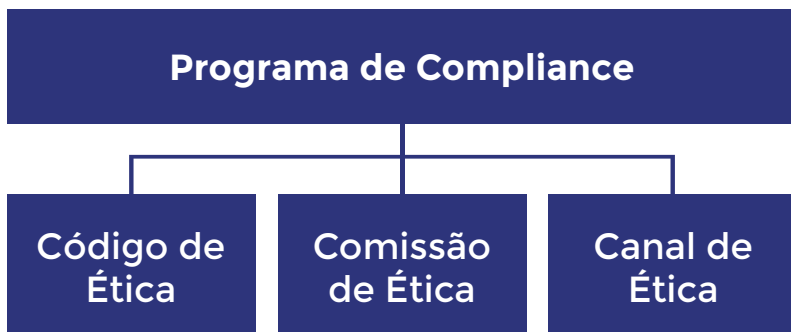 Programa de Compliance
Código de
Ética
Comissão
de Ética
Canal de
Ética